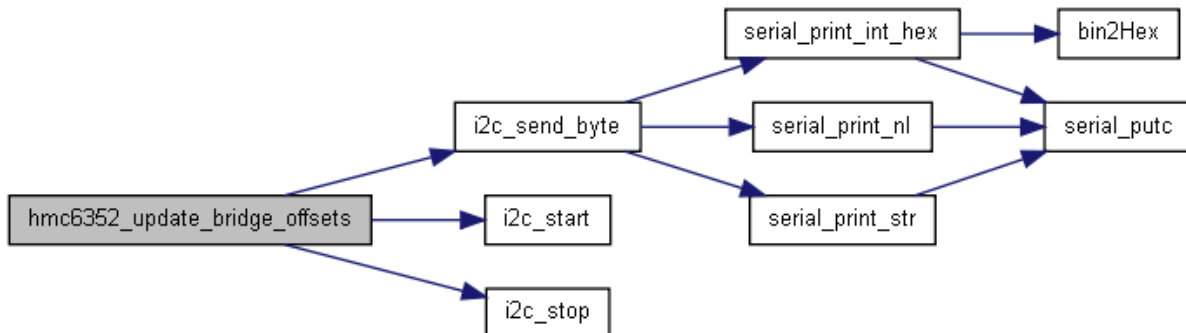 serial_print_int_hex
bin2Hex
i2c_send_byte
serial_print_nl
serial_putc
hmc6352_update_bridge_offsets
i2c_start
serial_print_str
i2c_stop